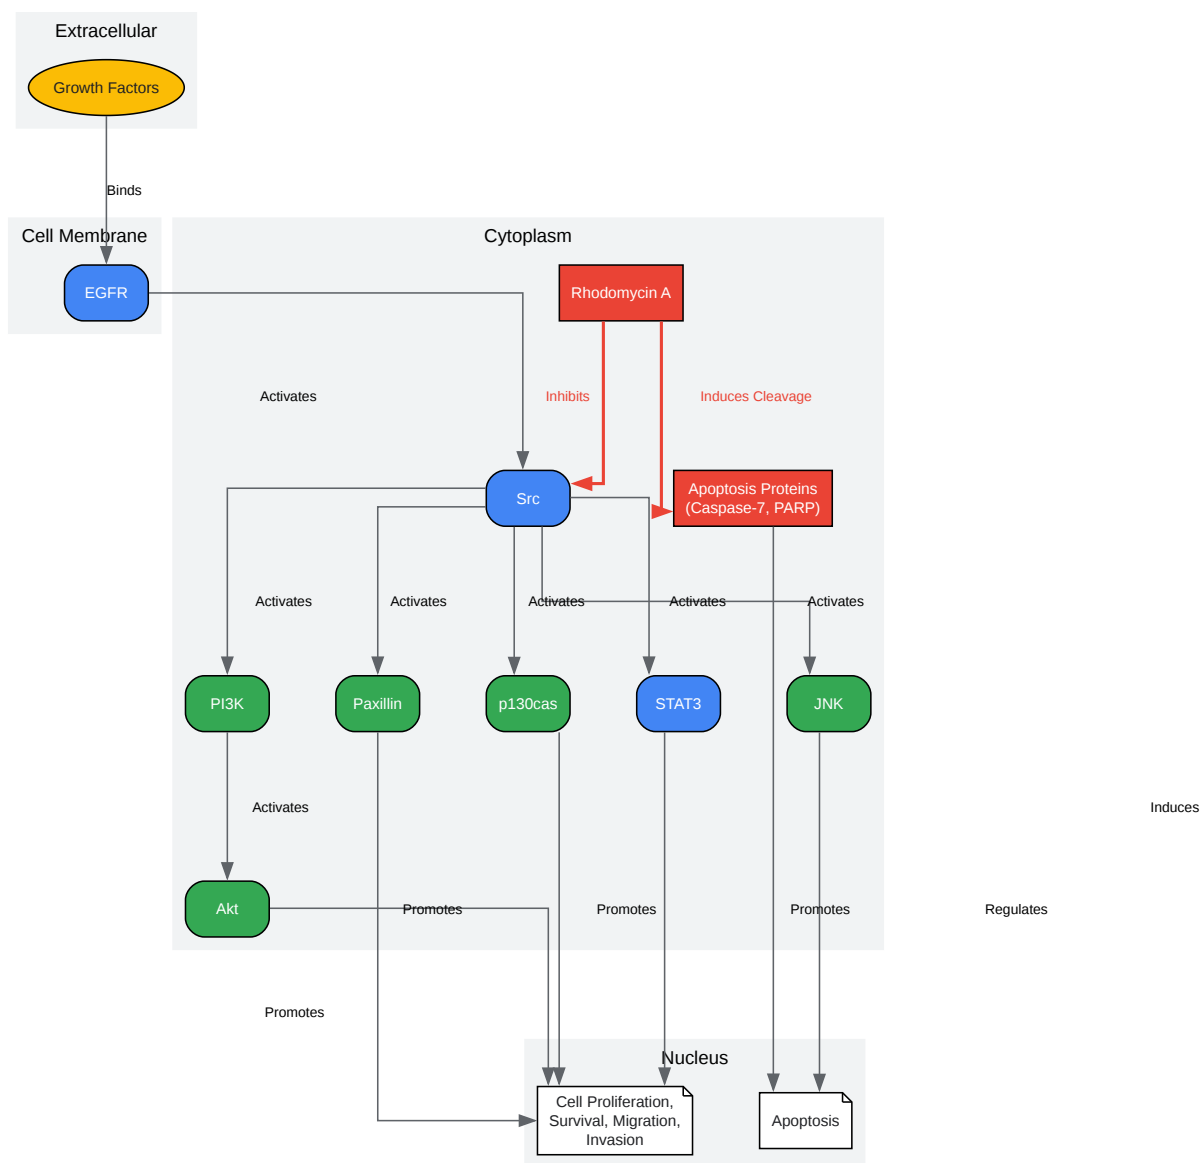 Extracellular
Growth Factors
Binds
Cell Membrane
Cytoplasm
EGFR
Rhodomycin A
Activates
Inhibits
Induces Cleavage
Src
Apoptosis Proteins
(Caspase-7, PARP)
Activates
Activates
Activates
Activates
Activates
PI3K
Paxillin
p130cas
STAT3
JNK
Activates
Induces
Akt
Promotes
Promotes
Promotes
Regulates
Promotes
Nucleus
Cell Proliferation,
Survival, Migration,
Invasion
Apoptosis